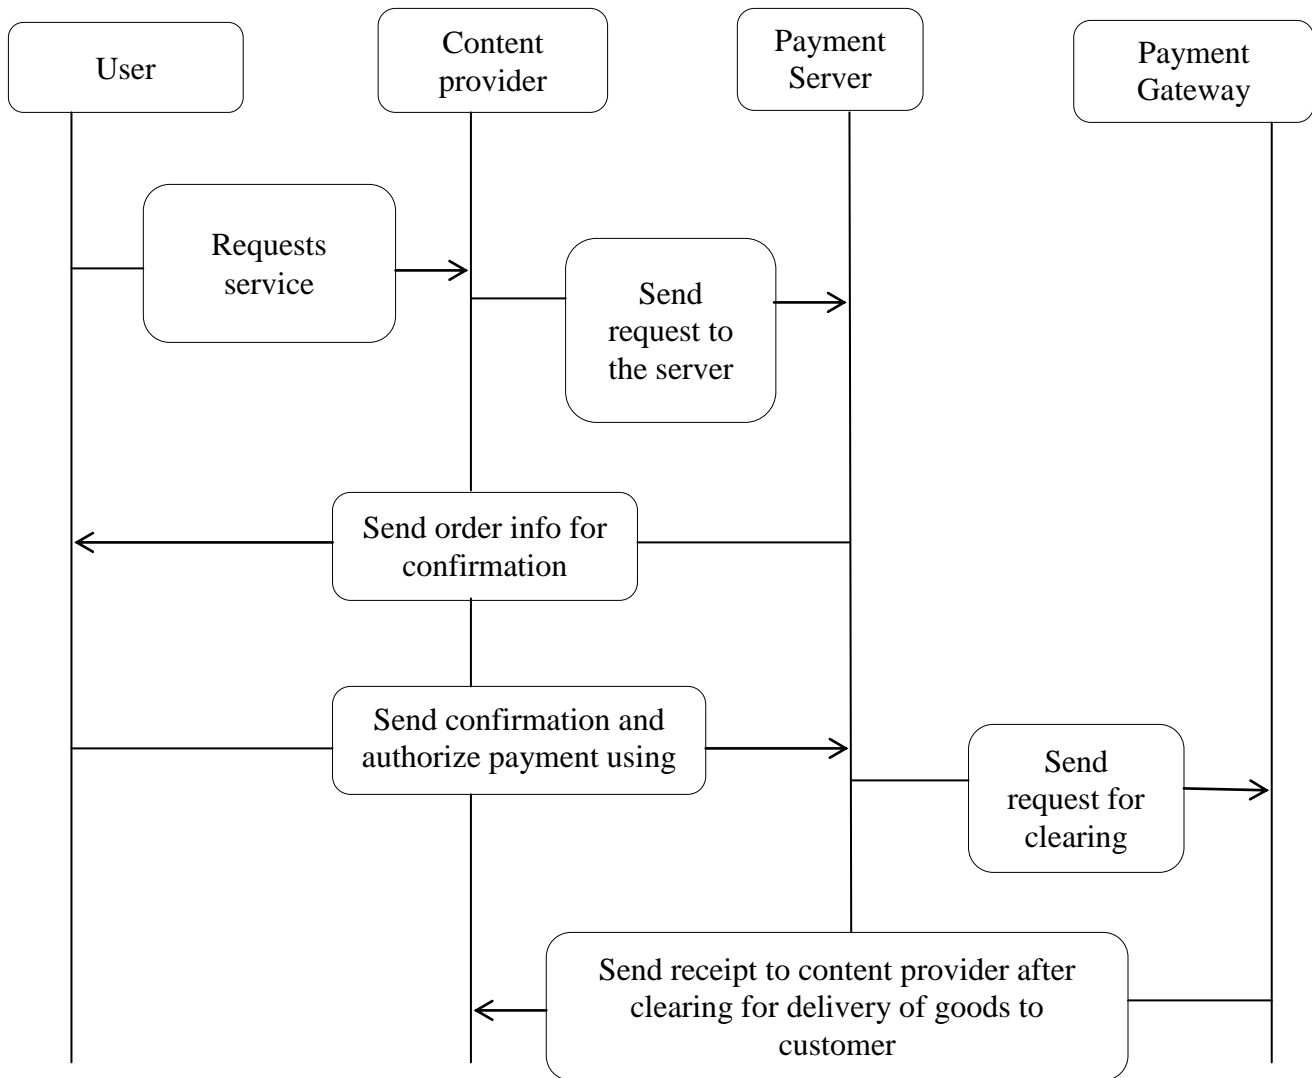 User
Content
provider
Payment
Server
Payment
Gateway
Requests
service
Send
request to
the server
Send order info for
confirmation
Send confirmation and
authorize payment using
Send
request for
clearing
Send receipt to content provider after
clearing for delivery of goods to
customer